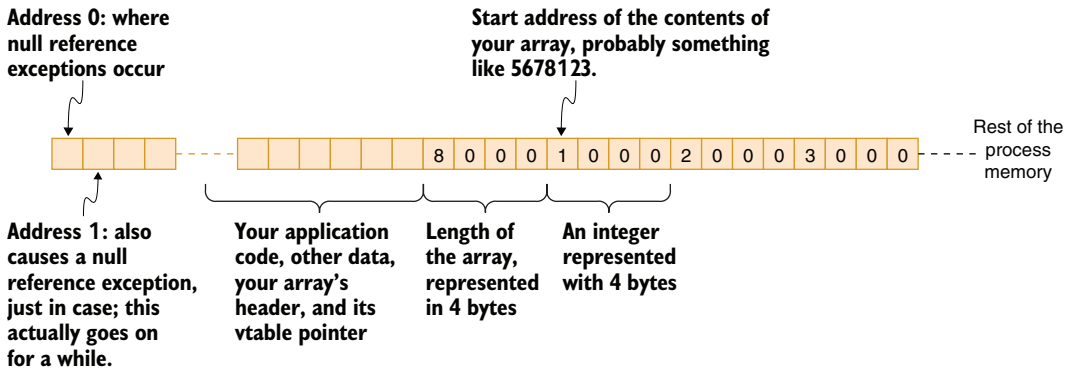 Address 0: where
null reference
exceptions occur
Start address of the contents of
your array, probably something
like 5678123.
8 0 0 0 1 0 0 0 2 0 0 0 3 0 0 0
Rest of the
process
memory
Address 1: also
causes a null
reference exception,
just in case; this
actually goes on
for a while.
Your application
code, other data,
your array's
header, and its
vtable pointer
Length of
the array,
represented
in 4 bytes
An integer
represented
with 4 bytes